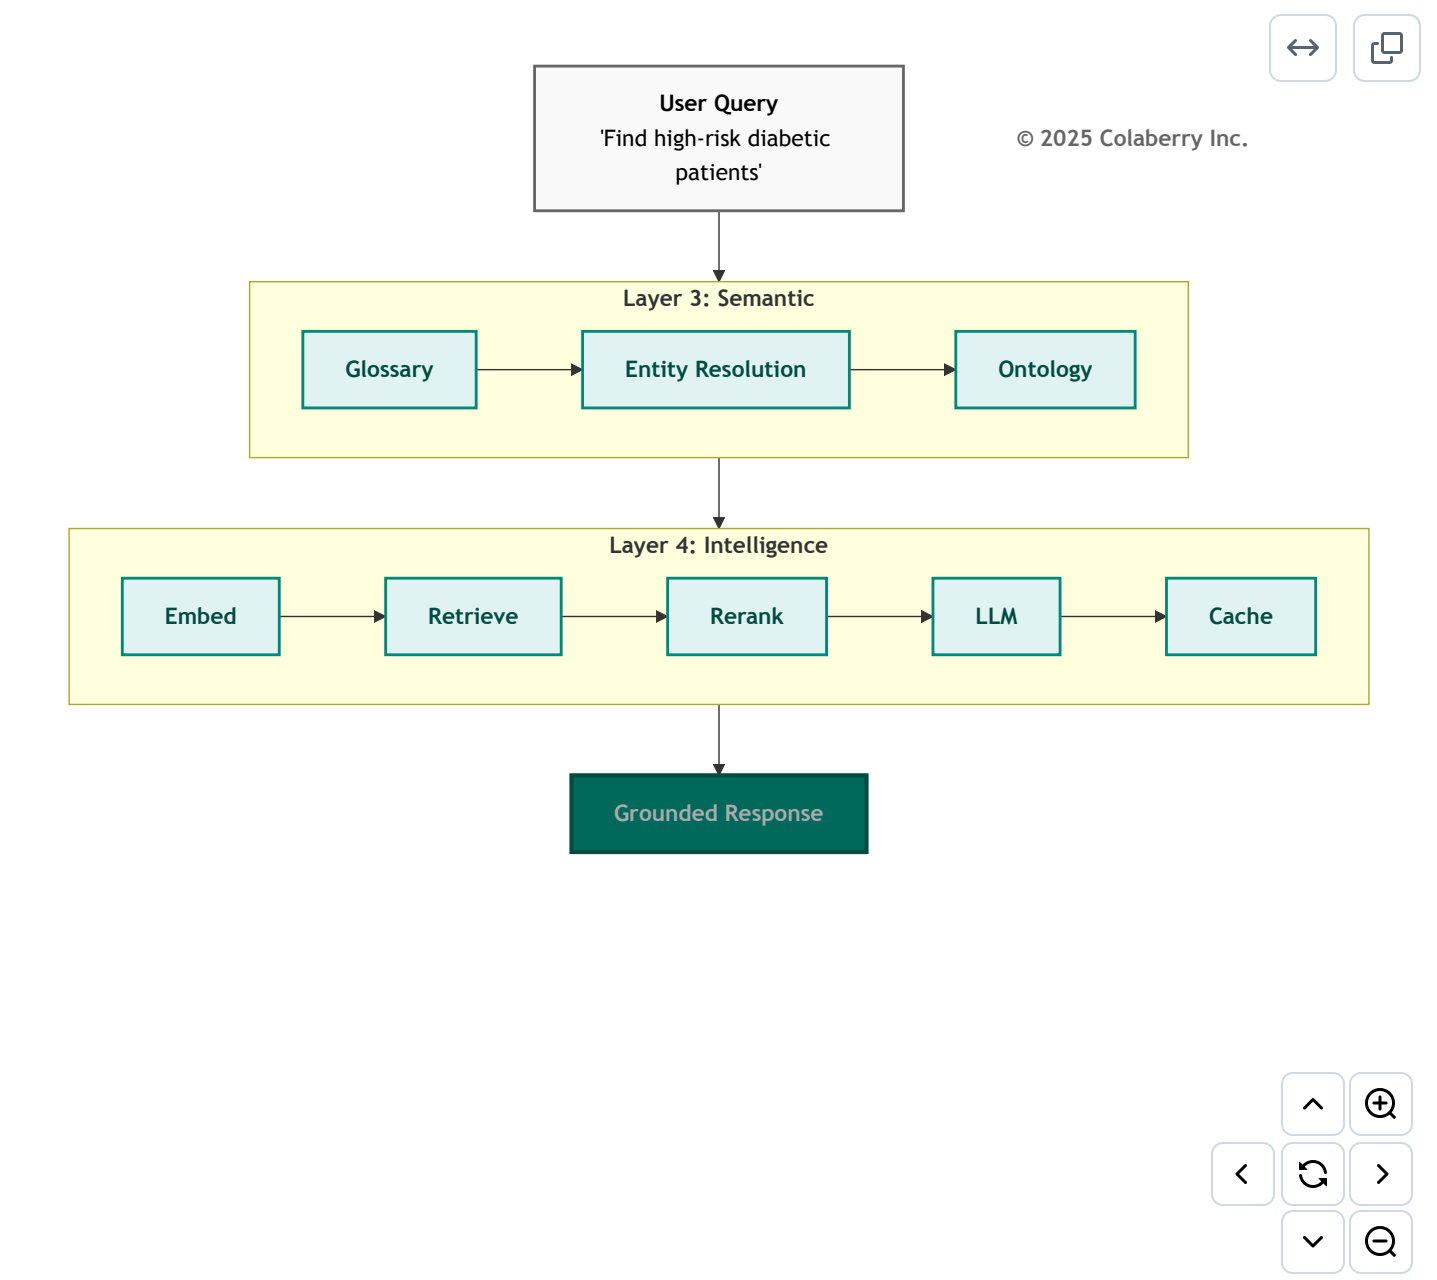 User Query
'Find high-risk diabetic
patients'
© 2025 Colaberry Inc.
Layer 3: Semantic
Glossary
Entity Resolution
Ontology
Layer 4: Intelligence
Embed
Retrieve
Rerank
LLM
Cache
Grounded Response